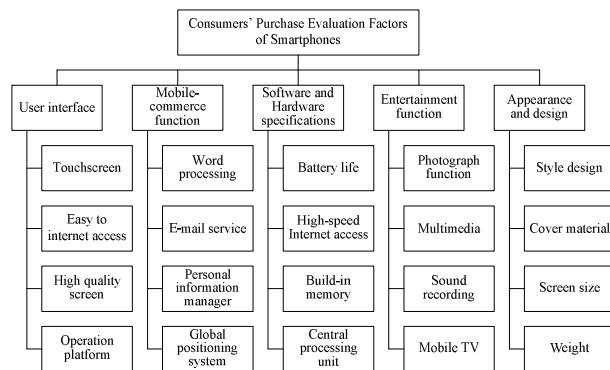 Consumers' Purchase Evaluation Factors
of Smartphones
User interface
Mobile-
commerce
function
Software and
Hardware
specifications
Entertainment
function
Appearance
and design
Touchscreen
Word
processing
Battery life
Photograph
function
Style design
Easy to
internet access
E-mail service
High-speed
Internet access
Multimedia
Cover material
High quality
screen
Personal
information
manager
Build-in
memory
Sound
recording
Screen size
Operation
platform
Global
positioning
system
Central
processing
unit
Mobile TV
Weight